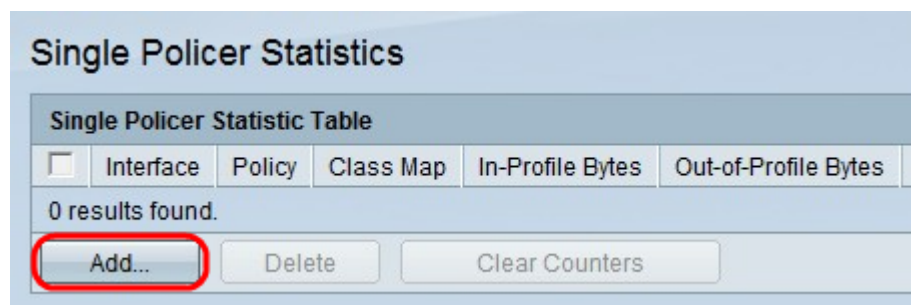 Single Policer Statistics
Single Policer Statistic Table
Interface Policy Class Map In-Profile Bytes Out-of-Profile Bytes
0 results found.
Add... Delete Clear Counters